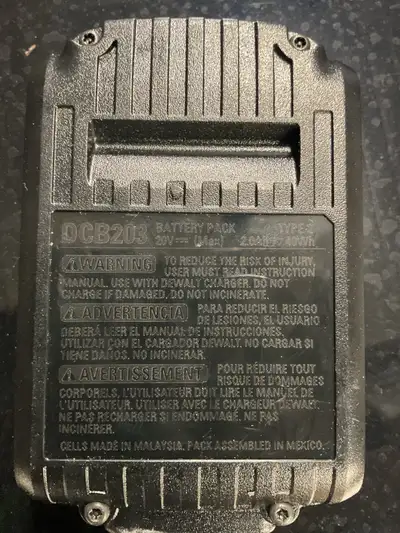 DCB203 BATTERY PACK TYPE 2
20V ⎓ (Max) 2.0Ah / 40Wh
WARNING TO REDUCE THE RISK OF INJURY,
USER MUST READ INSTRUCTION
MANUAL. USE WITH DEWALT CHARGER. DO NOT
CHARGE IF DAMAGED, DO NOT INCINERATE.
ADVERTENCIA PARA REDUCIR EL RIESGO
DE LESIONES, EL USUARIO
DEBERÁ LEER EL MANUAL DE INSTRUCCIONES.
UTILIZAR CON EL CARGADOR DEWALT. NO CARGAR SI
TIENE DAÑOS. NO INCINERAR.
AVERTISSEMENT POUR RÉDUIRE TOUT
RISQUE DE DOMMAGES
CORPORELS, L'UTILISATEUR DOIT LIRE LE MANUEL DE
L'UTILISATEUR. UTILISER AVEC LE CHARGEUR DEWALT.
NE PAS RECHARGER SI ENDOMMAGÉ. NE PAS
INCINÉRER.
CELLS MADE IN MALAYSIA. PACK ASSEMBLED IN MEXICO.